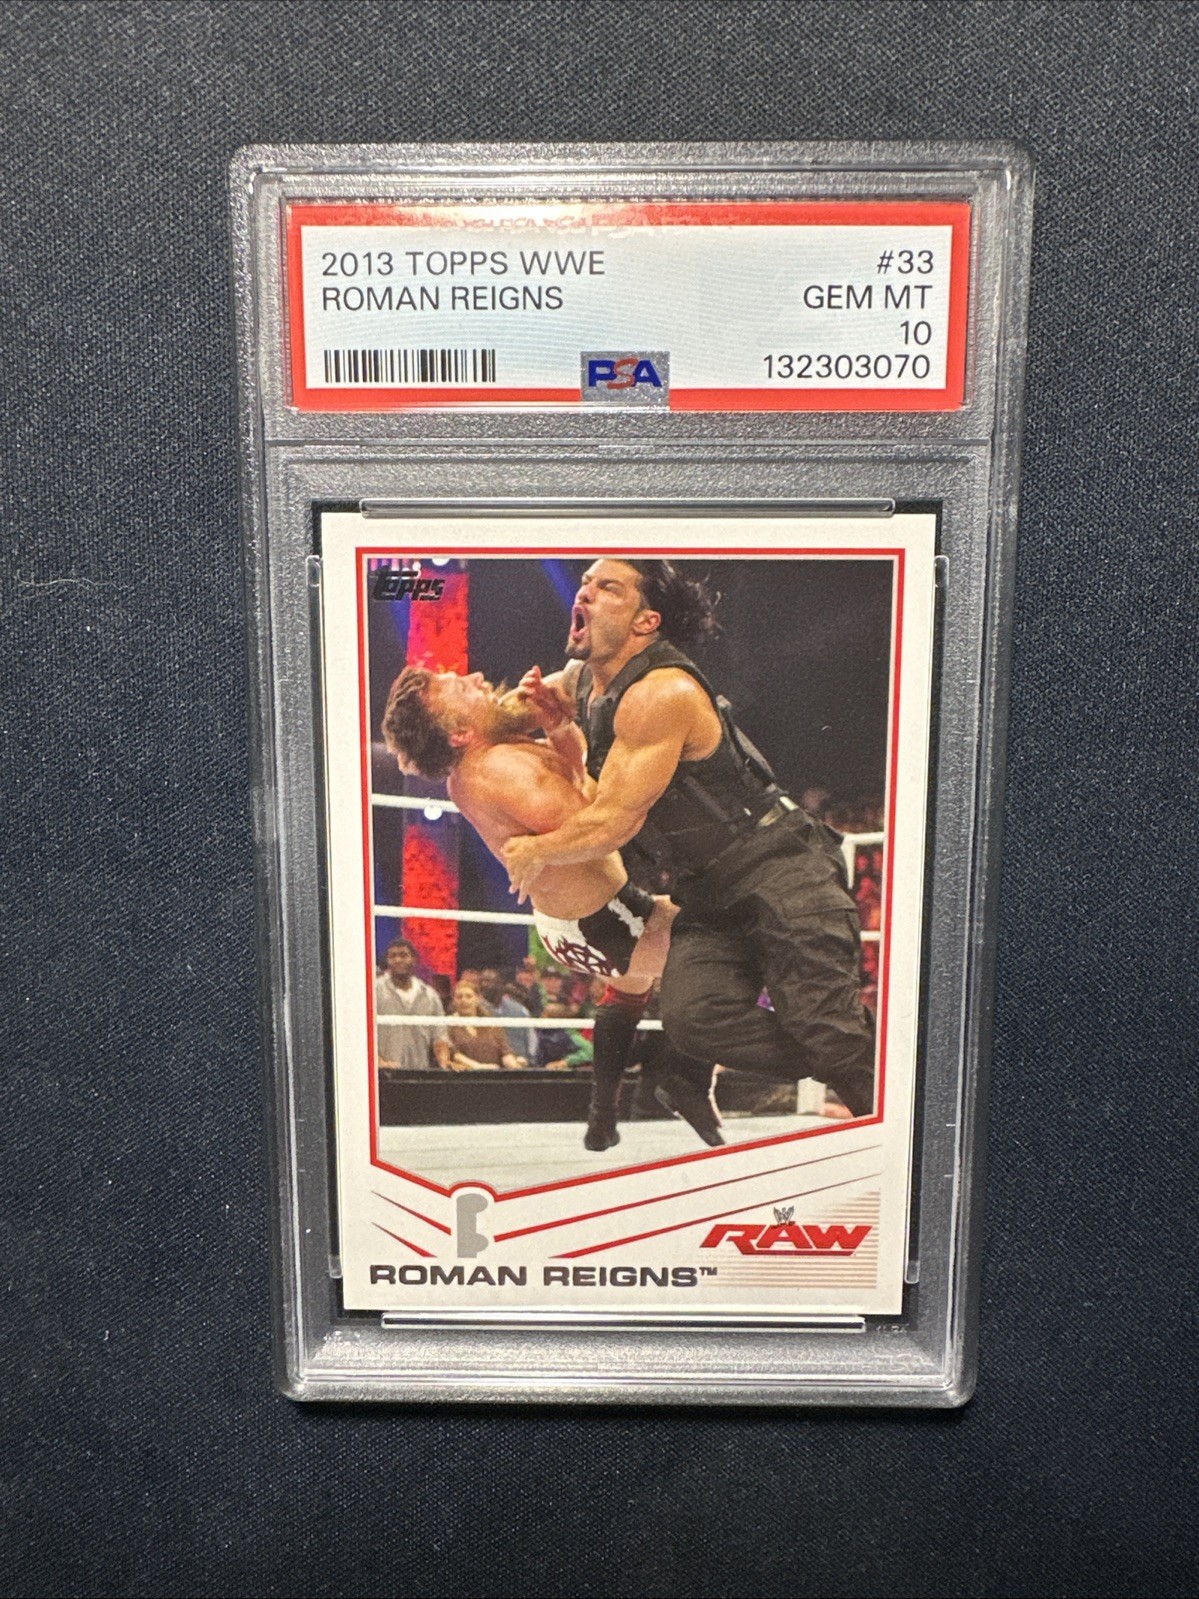 2013 TOPPS WWE #33
ROMAN REIGNS GEM MT
10
PSA 132303070
Topps
W RAW
ROMAN REIGNS™